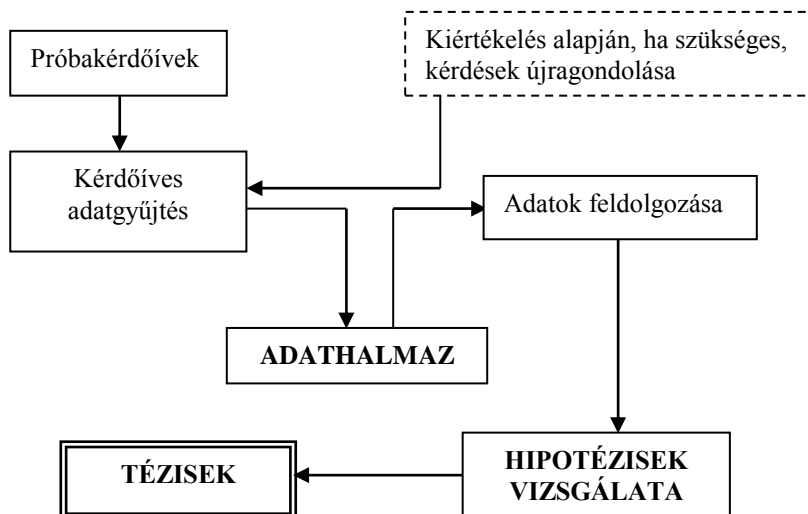 Próbakérdőívek
Kiértékelés alapján, ha szükséges,
kérdések újragondolása
Kérdőíves
adatgyűjtés
Adatok feldolgozása
ADATHALMAZ
TÉZISEK
HIPOTÉZISEK
VIZSGÁLATA